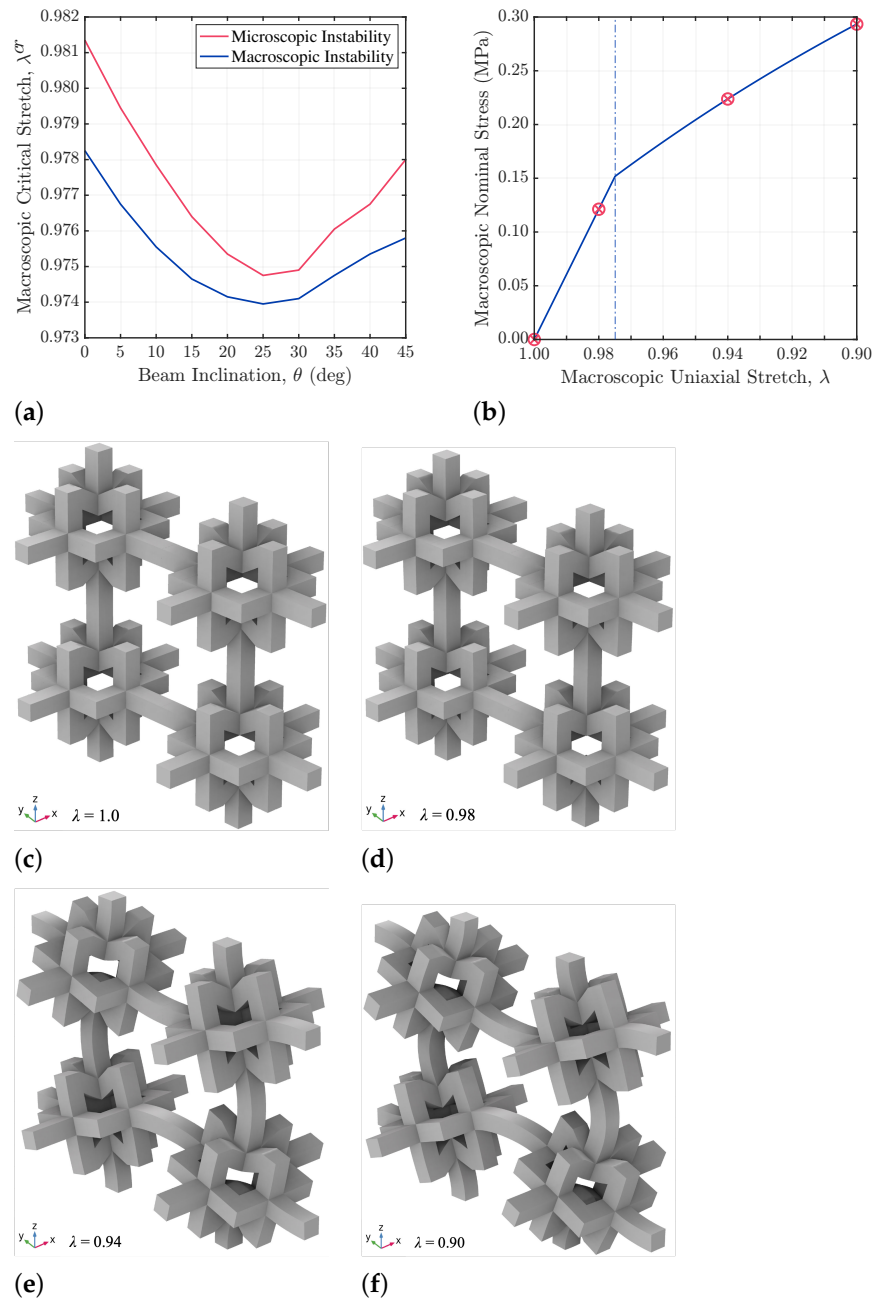 Macroscopic Critical Stretch, λ^cr
0.982
0.981
0.980
0.979
0.978
0.977
0.976
0.975
0.974
0.973
Microscopic Instability
Macroscopic Instability
0 5 10 15 20 25 30 35 40 45
Beam Inclination, θ (deg)
(a)
Macroscopic Nominal Stress (MPa)
0.30
0.25
0.20
0.15
0.10
0.05
0.00
1.00 0.98 0.96 0.94 0.92 0.90
Macroscopic Uniaxial Stretch, λ
(b)
z
y x
λ = 1.0
(c)
z
y x
λ = 0.98
(d)
z
y x
λ = 0.94
(e)
z
y x
λ = 0.90
(f)